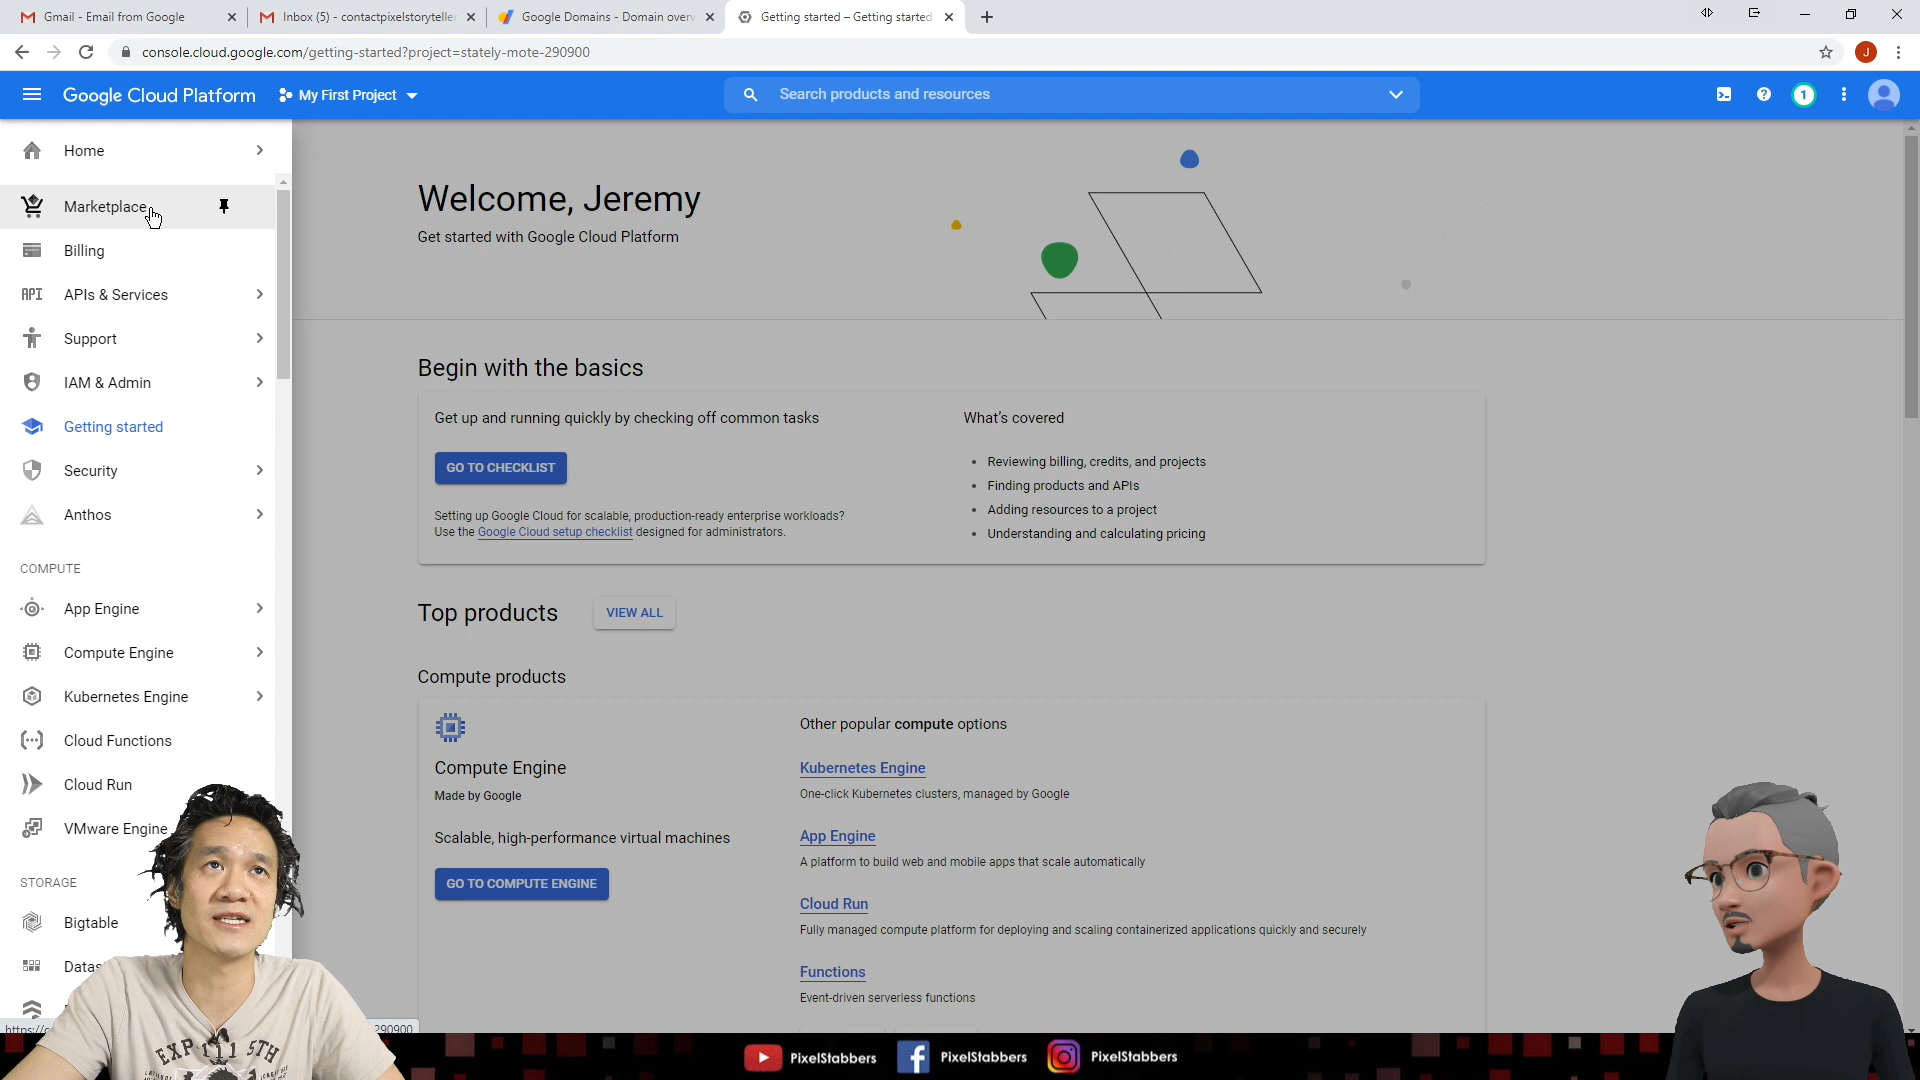 Gmail - Email from Google
Inbox (5) - contactpixelstoryteller
Google Domains - Domain overv
Getting started – Getting started
console.cloud.google.com/getting-started?project=stately-mote-290900
J
Google Cloud Platform
My First Project
Search products and resources
1
Home
Marketplace
Billing
API
APIs & Services
Support
IAM & Admin
Getting started
Security
Anthos
COMPUTE
App Engine
Compute Engine
Kubernetes Engine
Cloud Functions
Cloud Run
VMware Engine
STORAGE
Bigtable
Datas
https://c
290900
Welcome, Jeremy
Get started with Google Cloud Platform
Begin with the basics
Get up and running quickly by checking off common tasks
GO TO CHECKLIST
Setting up Google Cloud for scalable, production-ready enterprise workloads?
Use the Google Cloud setup checklist designed for administrators.
What's covered
• Reviewing billing, credits, and projects
• Finding products and APIs
• Adding resources to a project
• Understanding and calculating pricing
Top products
VIEW ALL
Compute products
Compute Engine
Made by Google
Scalable, high-performance virtual machines
GO TO COMPUTE ENGINE
Other popular compute options
Kubernetes Engine
One-click Kubernetes clusters, managed by Google
App Engine
A platform to build web and mobile apps that scale automatically
Cloud Run
Fully managed compute platform for deploying and scaling containerized applications quickly and securely
Functions
Event-driven serverless functions
EXP 111 5TH
PixelStabbers
PixelStabbers
PixelStabbers